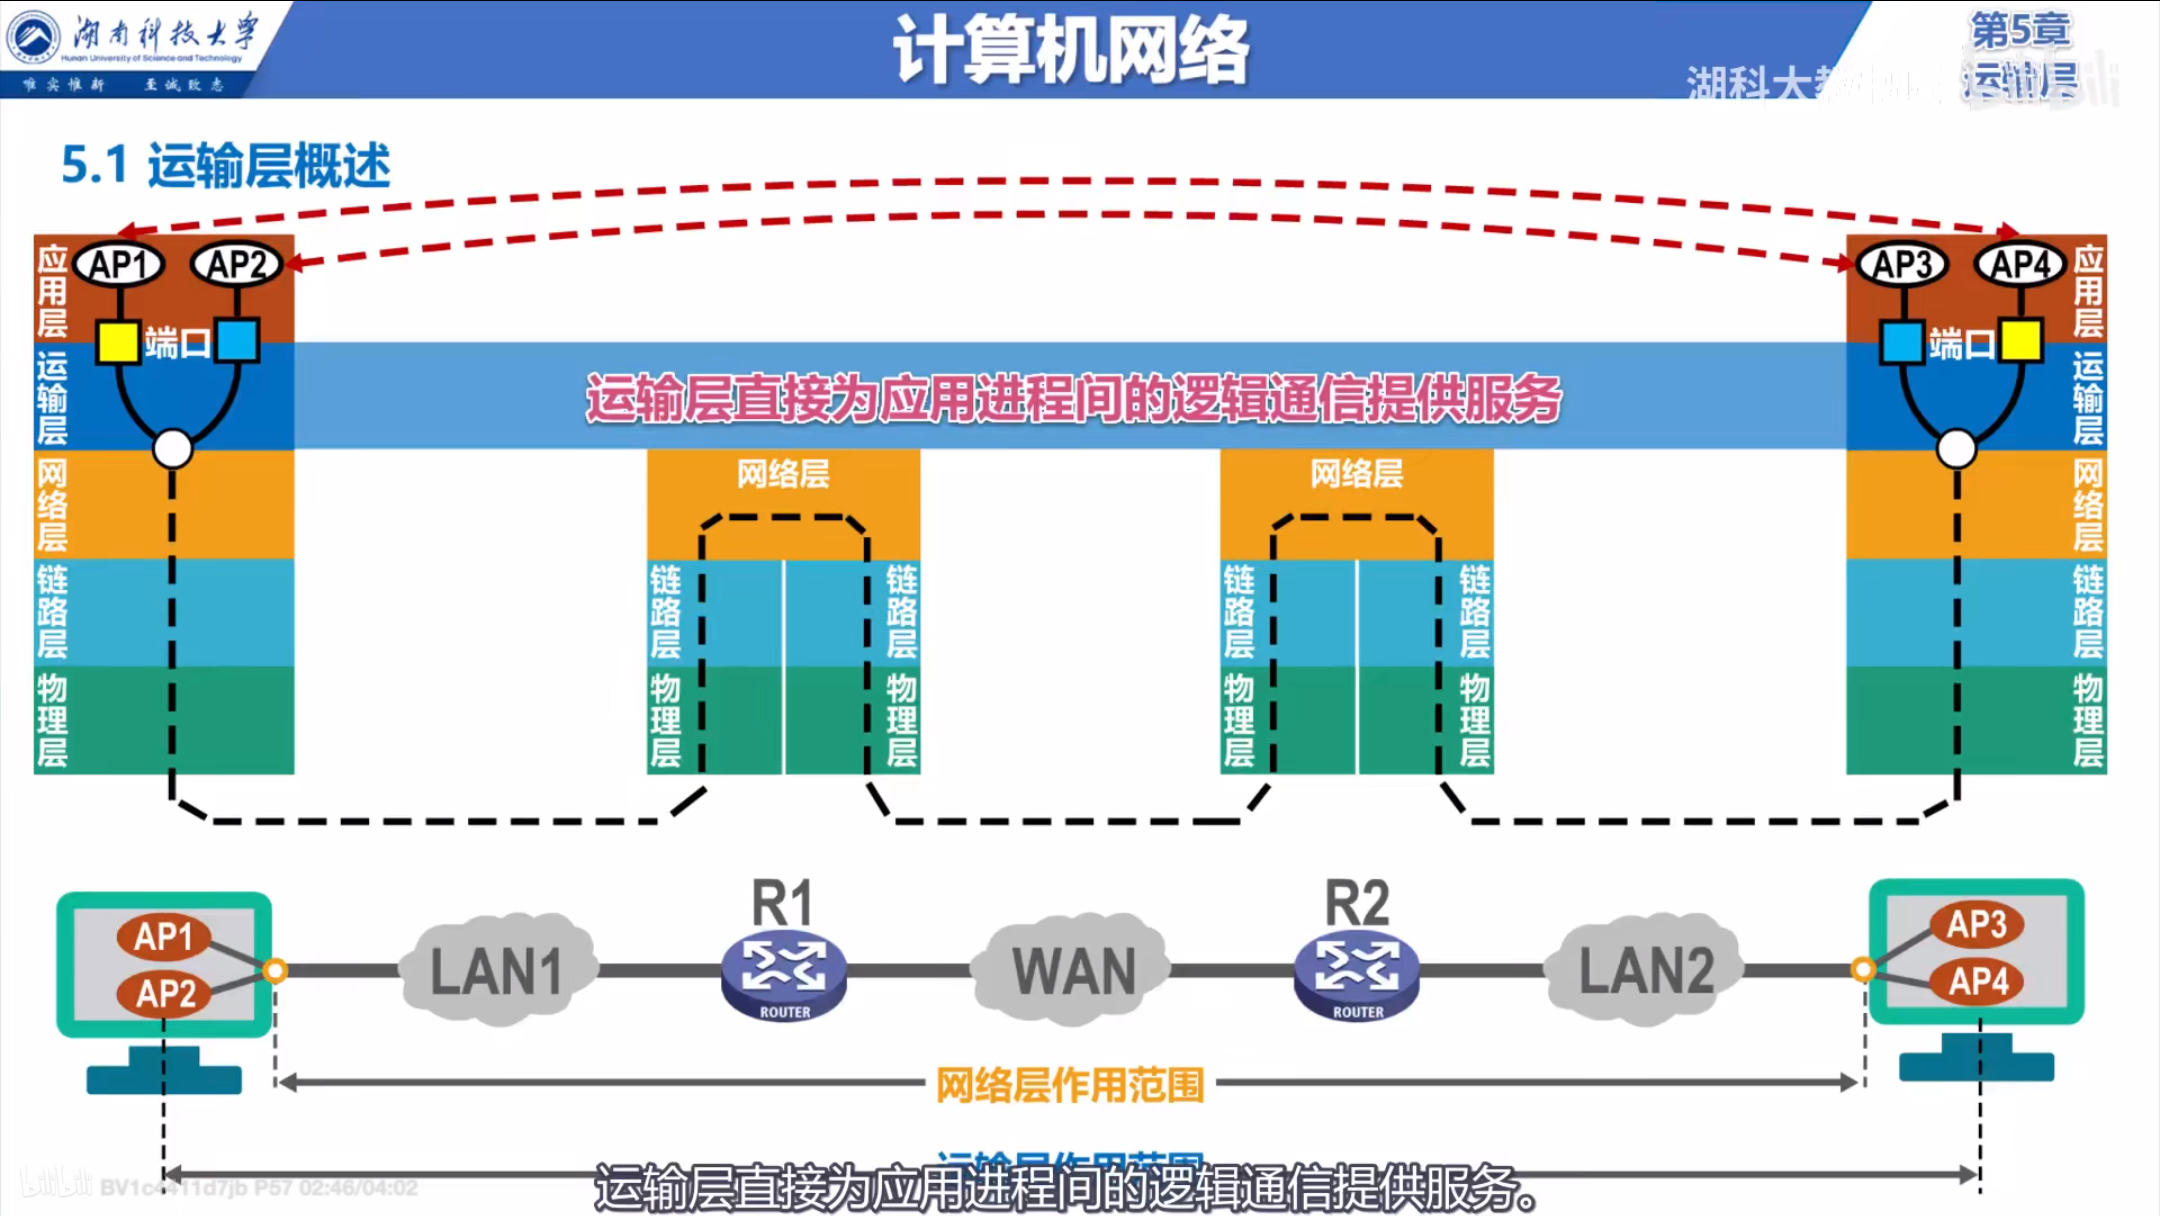 湖南科技大学
Hunan University of Science and Technology
唯实惟新 至诚致志
计算机网络
第5章
运输层
湖科大教
bilibili
5.1 运输层概述
应用层
AP1
AP2
AP3
AP4
应用层
端口
端口
运输层
运输层直接为应用进程间的逻辑通信提供服务
运输层
网络层
网络层
网络层
网络层
链路层
链路层
链路层
链路层
链路层
链路层
物理层
物理层
物理层
物理层
物理层
物理层
R1
R2
AP1
AP2
LAN1
ROUTER
WAN
ROUTER
LAN2
AP3
AP4
网络层作用范围
运输层作用范围
运输层直接为应用进程间的逻辑通信提供服务。
bilibili BV1c4411d7jb P57 02:46/04:02